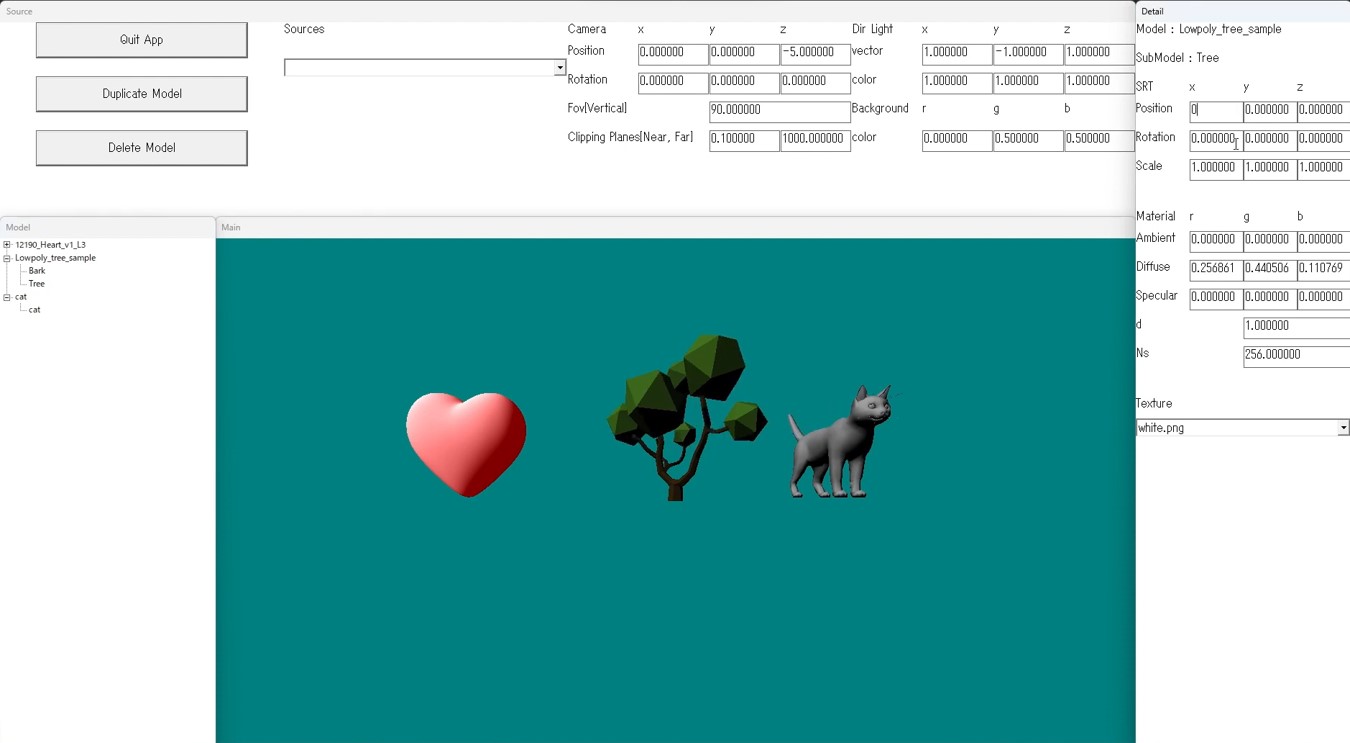 Source
Quit App
Duplicate Model
Delete Model
Sources
Camera x y z
Position 0.000000 0.000000 -5.000000
Rotation 0.000000 0.000000 0.000000
Fov[Vertical] 90.000000
Clipping Planes[Near, Far] 0.100000 1000.000000
Dir Light x y z
vector 1.000000 -1.000000 1.000000
color 1.000000 1.000000 1.000000
Background r g b
color 0.000000 0.500000 0.500000
Detail
Model : Lowpoly_tree_sample
SubModel : Tree
SRT x y z
Position 0 0.000000 0.000000
Rotation 0.000000 0.000000 0.000000
Scale 1.000000 1.000000 1.000000
Material r g b
Ambient 0.000000 0.000000 0.000000
Diffuse 0.256861 0.440506 0.110769
Specular 0.000000 0.000000 0.000000
d 1.000000
Ns 256.000000
Texture
white.png
Model
12190_Heart_v1_L3
Lowpoly_tree_sample
Bark
Tree
cat
cat
Main